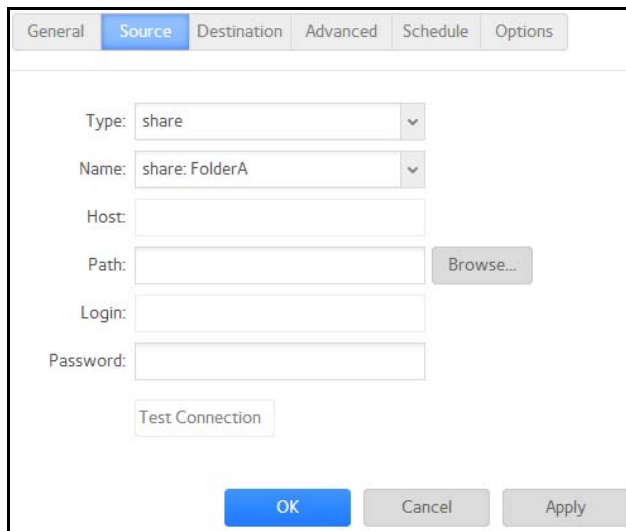 General Source Destination Advanced Schedule Options
Type: share
Name: share: FolderA
Host:
Path: Browse...
Login:
Password:
Test Connection
OK Cancel Apply